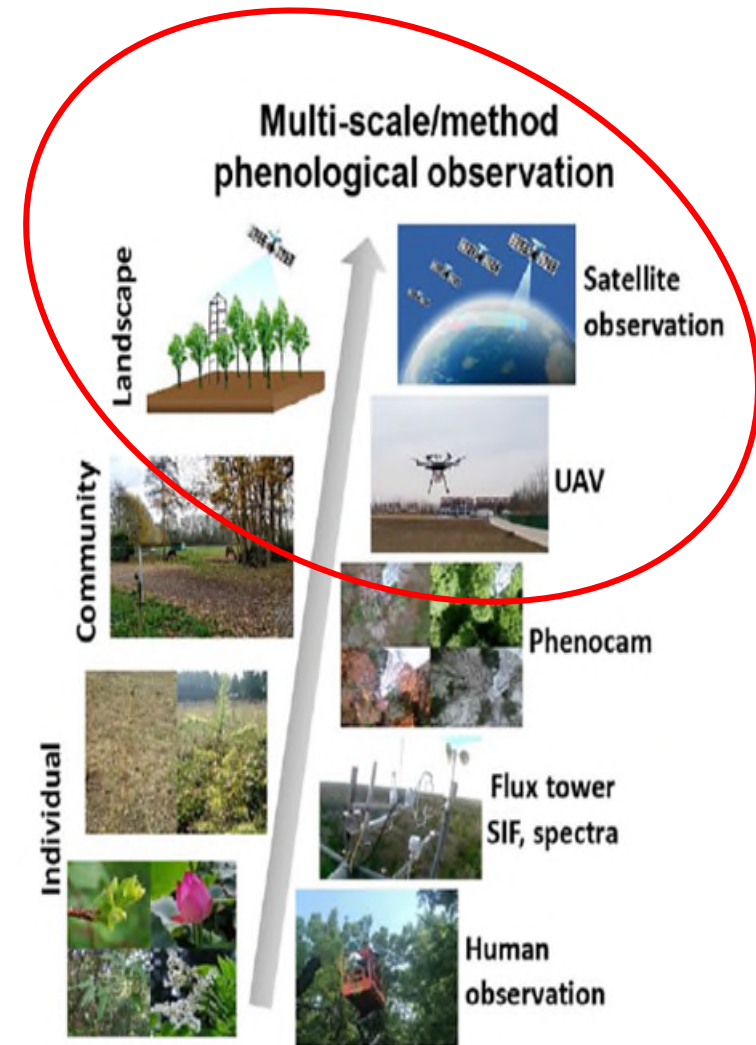 Multi-scale/method
phenological observation
Landscape
Satellite
observation
UAV
Community
Phenocam
Individual
Flux tower
SIF, spectra
Human
observation